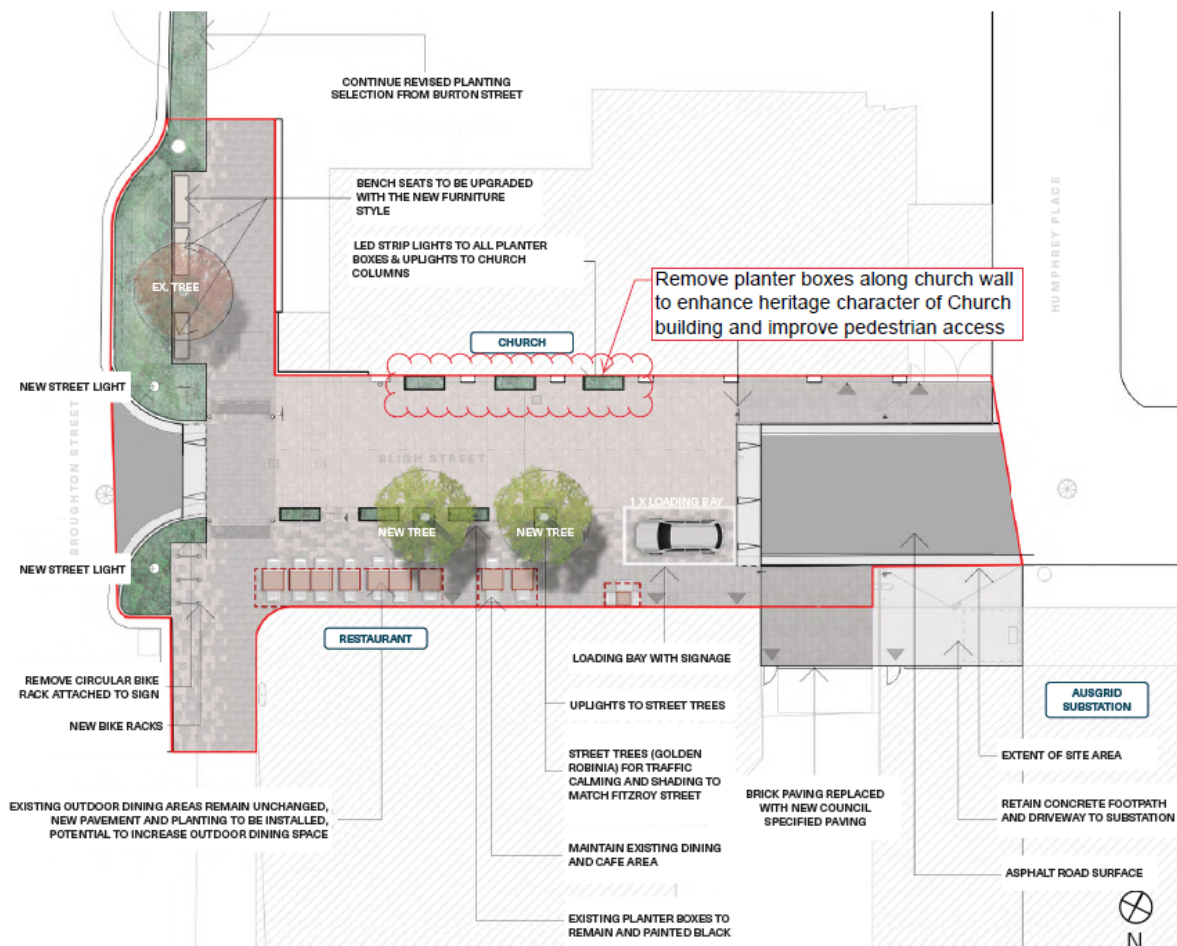 CONTINUE REVISED PLANTING
SELECTION FROM BURTON STREET
BENCH SEATS TO BE UPGRADED
WITH THE NEW FURNITURE
STYLE
LED STRIP LIGHTS TO ALL PLANTER
BOXES & UPLIGHTS TO CHURCH
COLUMNS
Remove planter boxes along church wall
to enhance heritage character of Church
building and improve pedestrian access
HUMPHREY PLACE
EX. TREE
CHURCH
NEW STREET LIGHT
BROUGHTON STREET
BLIGH STREET
1 X LOADING BAY
NEW TREE
NEW TREE
NEW STREET LIGHT
RESTAURANT
REMOVE CIRCULAR BIKE
RACK ATTACHED TO SIGN
NEW BIKE RACKS
EXISTING OUTDOOR DINING AREAS REMAIN UNCHANGED,
NEW PAVEMENT AND PLANTING TO BE INSTALLED,
POTENTIAL TO INCREASE OUTDOOR DINING SPACE
LOADING BAY WITH SIGNAGE
UPLIGHTS TO STREET TREES
STREET TREES (GOLDEN
ROBINIA) FOR TRAFFIC
CALMING AND SHADING TO
MATCH FITZROY STREET
MAINTAIN EXISTING DINING
AND CAFE AREA
EXISTING PLANTER BOXES TO
REMAIN AND PAINTED BLACK
BRICK PAVING REPLACED
WITH NEW COUNCIL
SPECIFIED PAVING
AUSGRID
SUBSTATION
EXTENT OF SITE AREA
RETAIN CONCRETE FOOTPATH
AND DRIVEWAY TO SUBSTATION
ASPHALT ROAD SURFACE
N